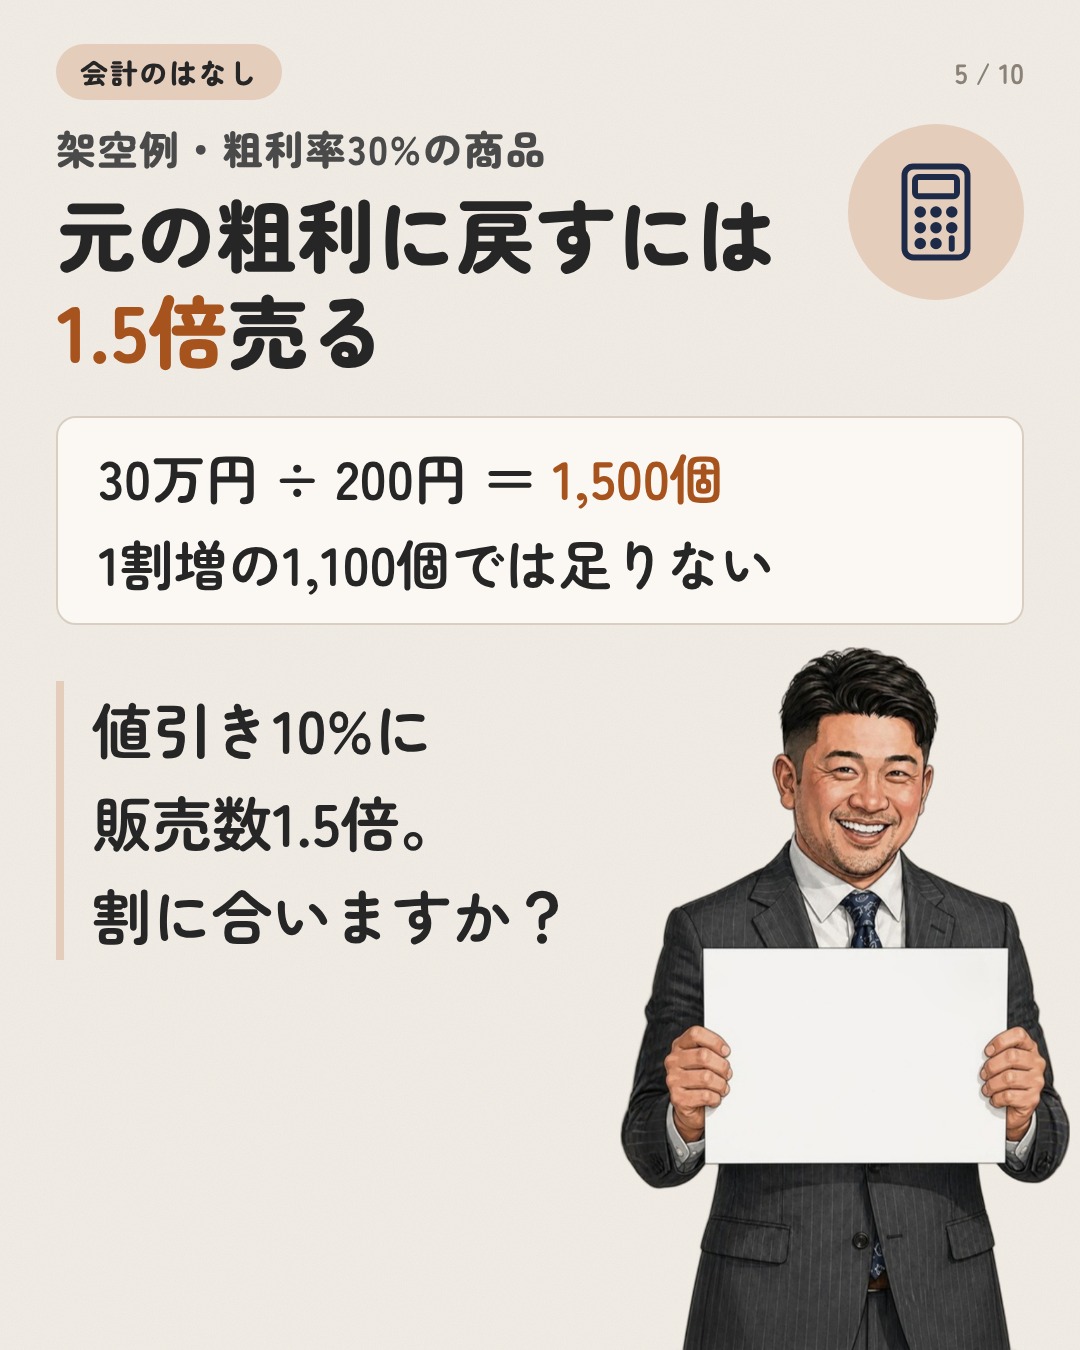 会計のはなし
5 / 10
架空例・粗利率30%の商品
元の粗利に戻すには
1.5倍売る
30万円 ÷ 200円 = 1,500個
1割増の1,100個では足りない
値引き10%に
販売数1.5倍。
割に合いますか？